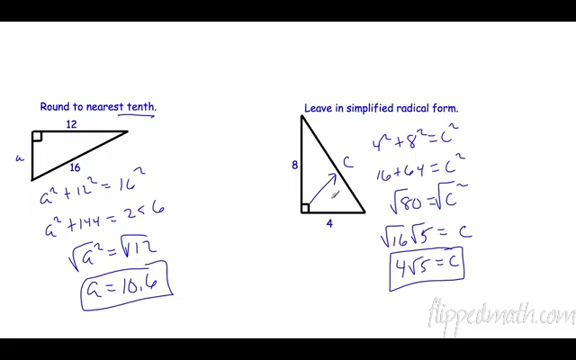 Round to nearest tenth.
12
a
16
a² + 12² = 16²
a² + 144 = 256
√a² = √112
a = 10.6
Leave in simplified radical form.
8
C
4
4² + 8² = c²
16 + 64 = c²
√80 = √c²
√16 √5 = c
4√5 = c
flippedmath.com